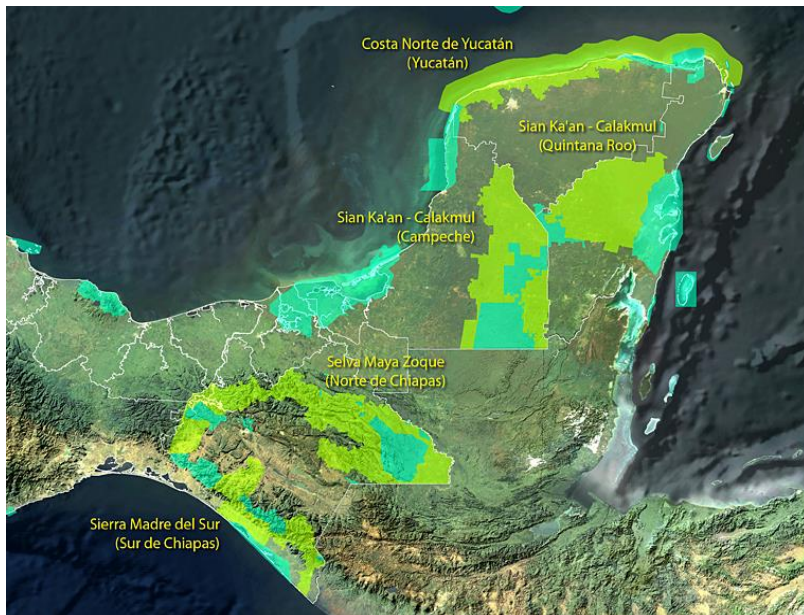 Costa Norte de Yucatán
(Yucatán)
Sian Ka'an - Calakmul
(Quintana Roo)
Sian Ka'an - Calakmul
(Campeche)
Selva Maya Zoque
(Norte de Chiapas)
Sierra Madre del Sur
(Sur de Chiapas)